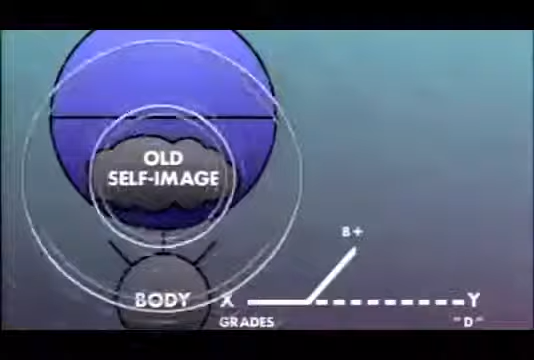 OLD
SELF-IMAGE
B+
BODY X Y
GRADES "D"